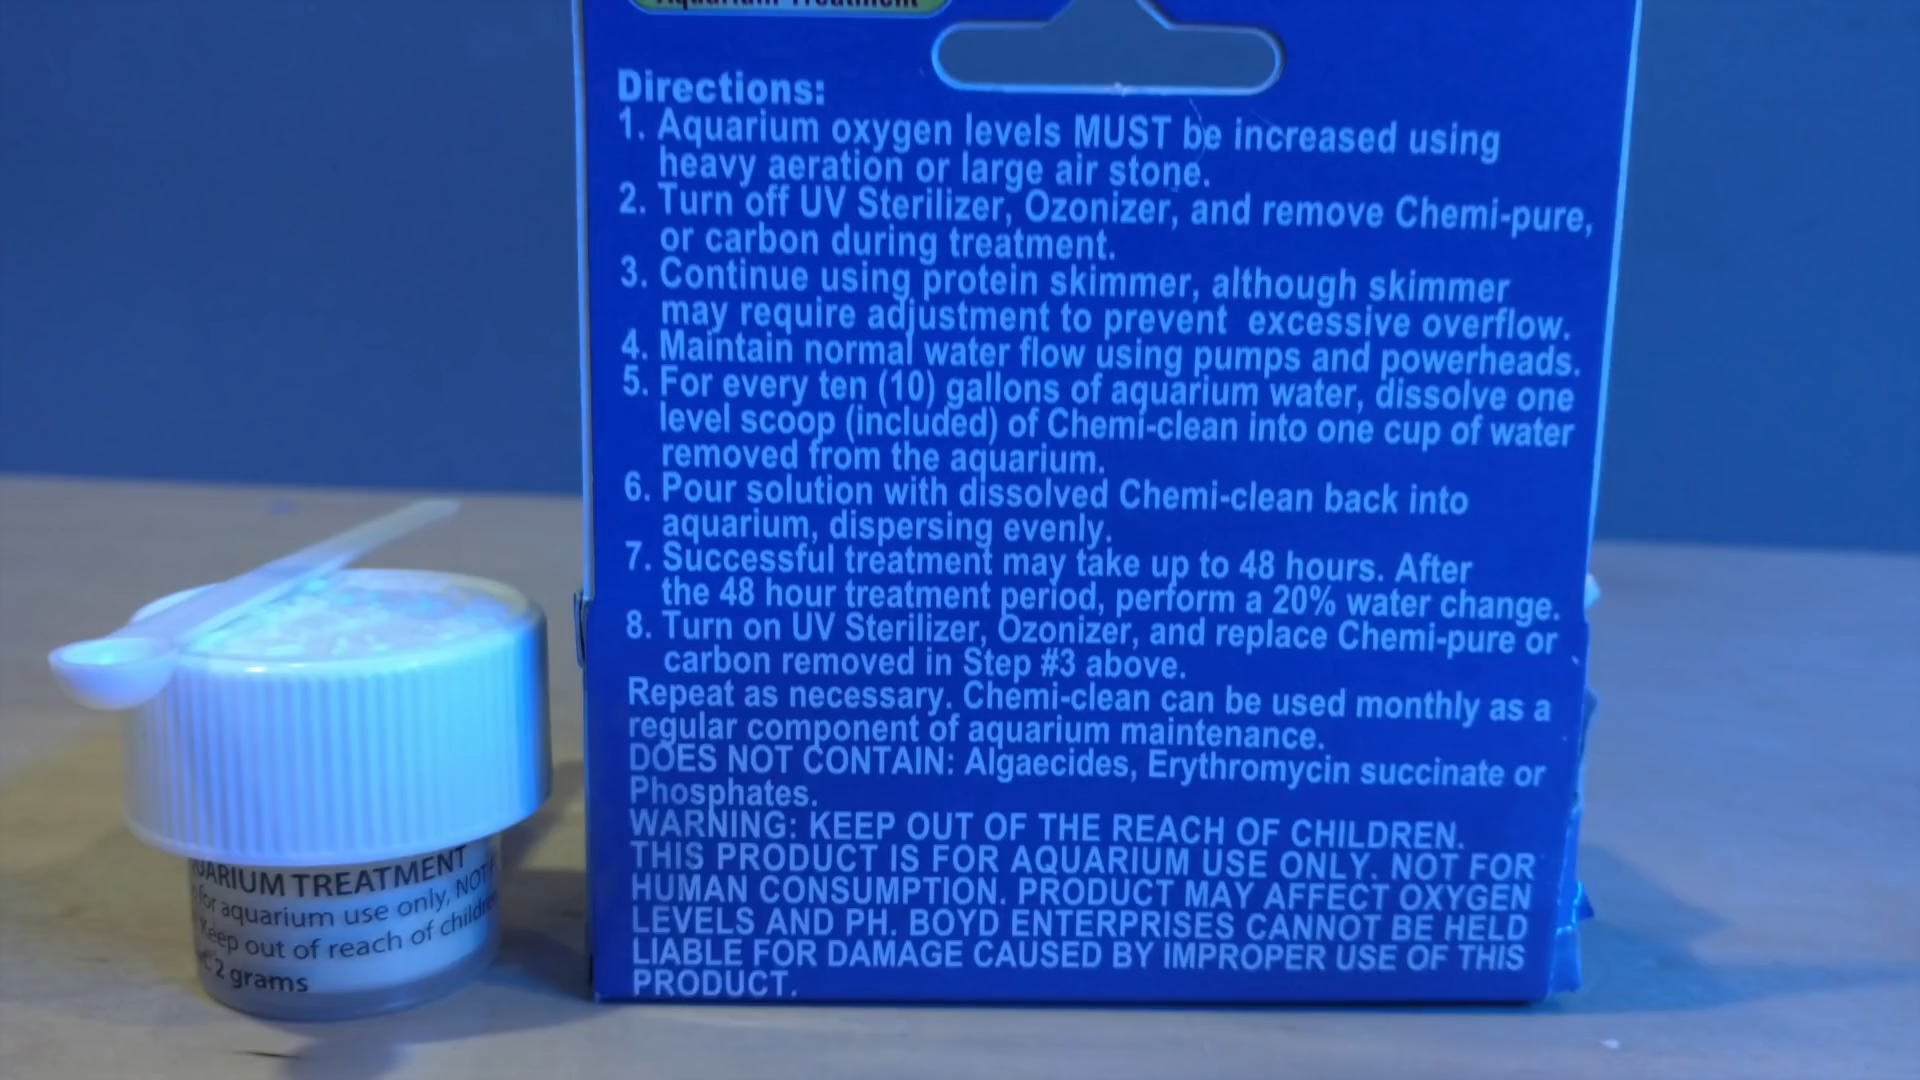 Aquarium Treatment
Directions:
1. Aquarium oxygen levels MUST be increased using
heavy aeration or large air stone.
2. Turn off UV Sterilizer, Ozonizer, and remove Chemi-pure,
or carbon during treatment.
3. Continue using protein skimmer, although skimmer
may require adjustment to prevent excessive overflow.
4. Maintain normal water flow using pumps and powerheads.
5. For every ten (10) gallons of aquarium water, dissolve one
level scoop (included) of Chemi-clean into one cup of water
removed from the aquarium.
6. Pour solution with dissolved Chemi-clean back into
aquarium, dispersing evenly.
7. Successful treatment may take up to 48 hours. After
the 48 hour treatment period, perform a 20% water change.
8. Turn on UV Sterilizer, Ozonizer, and replace Chemi-pure or
carbon removed in Step #3 above.
Repeat as necessary. Chemi-clean can be used monthly as a
regular component of aquarium maintenance.
DOES NOT CONTAIN: Algaecides, Erythromycin succinate or
Phosphates.
WARNING: KEEP OUT OF THE REACH OF CHILDREN.
THIS PRODUCT IS FOR AQUARIUM USE ONLY. NOT FOR
HUMAN CONSUMPTION. PRODUCT MAY AFFECT OXYGEN
LEVELS AND PH. BOYD ENTERPRISES CANNOT BE HELD
LIABLE FOR DAMAGE CAUSED BY IMPROPER USE OF THIS
PRODUCT.
UARIUM TREATMENT
for aquarium use only, NOT
Keep out of reach of childre
2 grams